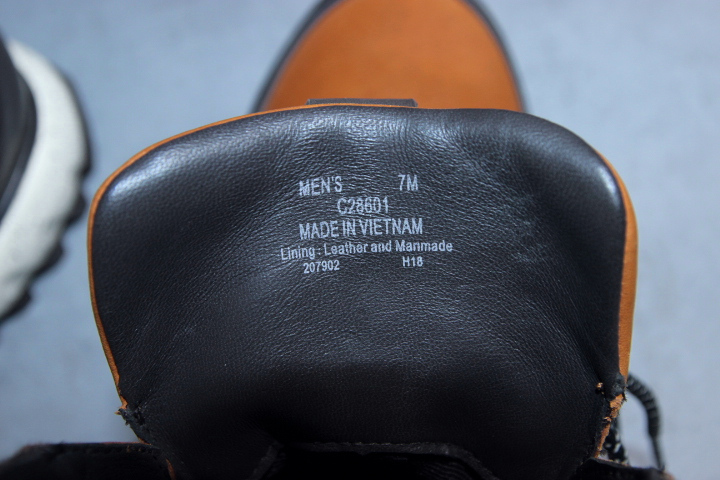 MEN'S 7M
C28601
MADE IN VIETNAM
Lining : Leather and Manmade
207902 H18